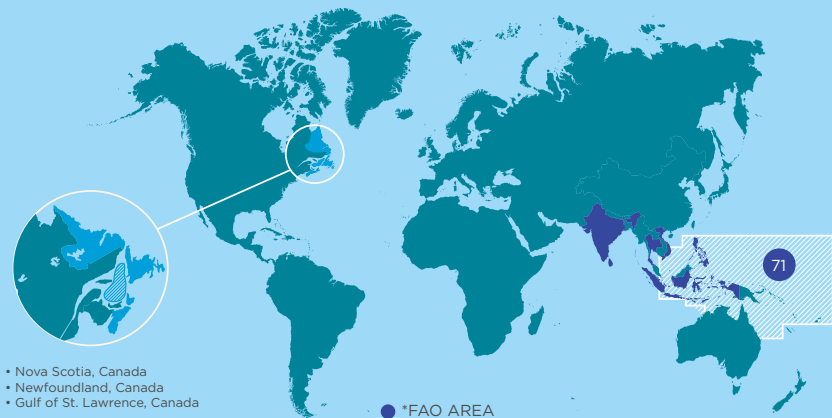 71
• Nova Scotia, Canada
• Newfoundland, Canada
• Gulf of St. Lawrence, Canada
*FAO AREA